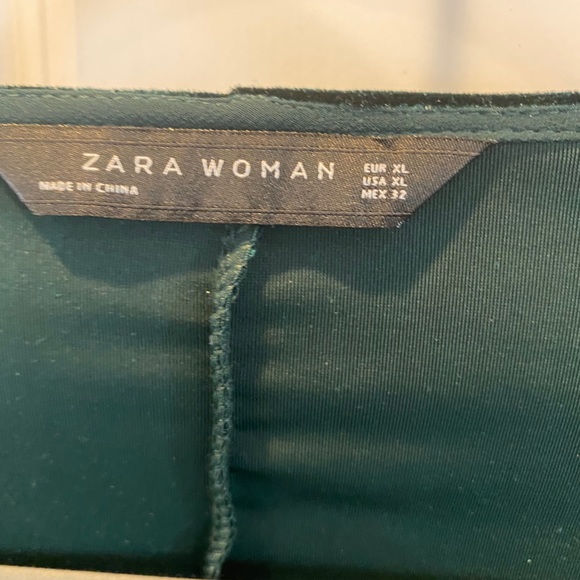 ZARA WOMAN
MADE IN CHINA
EUR XL
USA XL
MEX 32